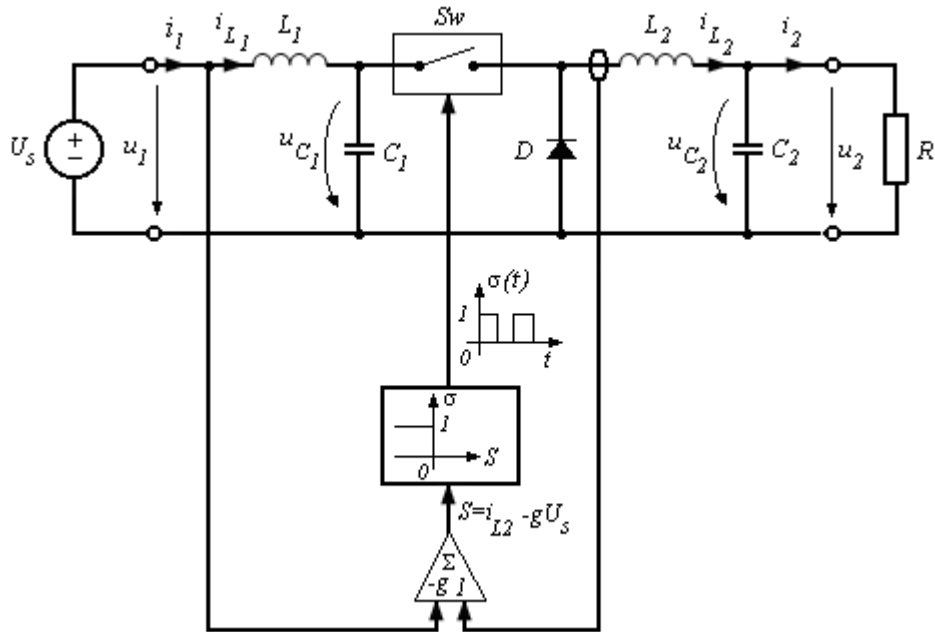 Sw
i1 iL1 L1 L2 iL2 i2
Us + − u1 uC1 C1 D uC2 C2 u2 R
σ(t)
1
0 t
σ
1
0 S
S=iL2 -gUs
Σ
-g 1